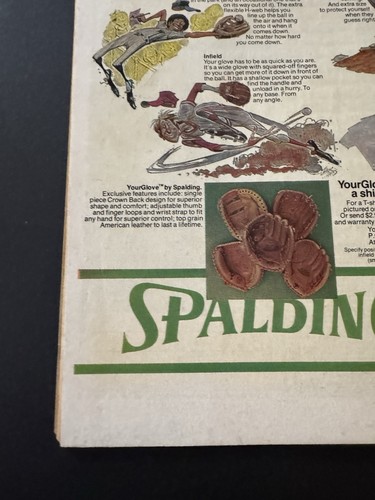 on its way out of it). The extra
flexible H-web helps you
line up the ball in
the air and hang
onto it when it
comes down.
No matter how hard
you come down.
Infield
Your glove has to be as quick as you are.
It's a wide glove with squared-off fingers
so you can get more of it down in front of
the ball. It has a shallow pocket so you can
find the handle and
unload in a hurry. To
any base. From
any angle.
And extra
to protect yourself
when they
guess right
YourGlove™ by Spalding.
Exclusive features include: single
piece Crown Back design for superior
shape and comfort; adjustable thumb
and finger loops and wrist strap to fit
any hand for superior control; top grain
American leather to last a lifetime.
YourGlo
a shi
For a T-sh
pictured o
Or send $2.
and warranty
Yo
P.
As
Specify posi
infield
SPALDING